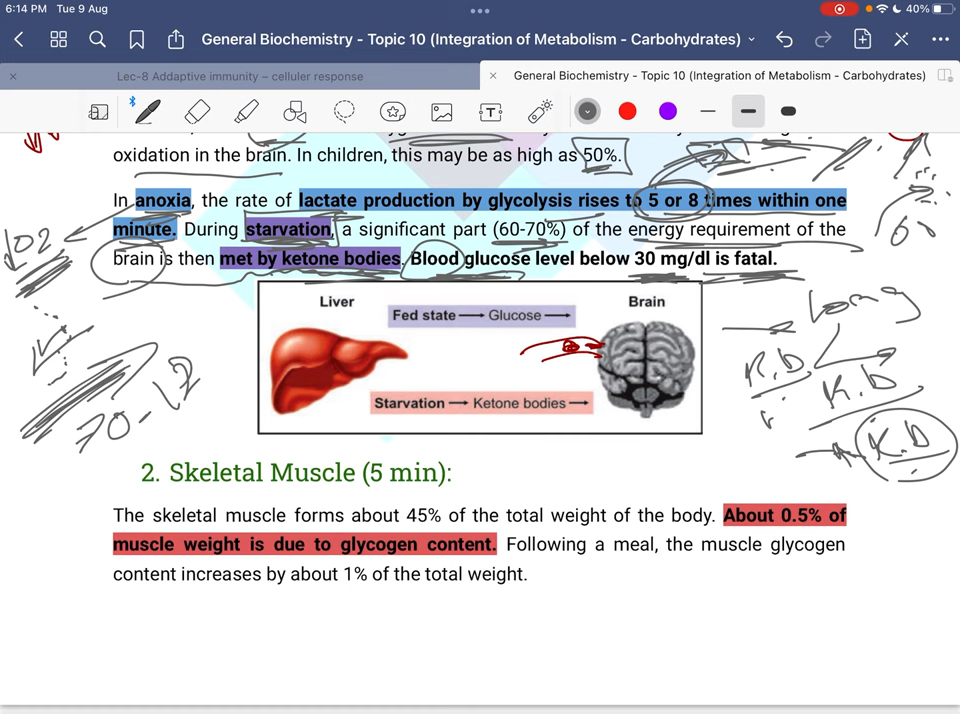 6:14 PM Tue 9 Aug
40%
General Biochemistry - Topic 10 (Integration of Metabolism - Carbohydrates)
Lec-8 Addaptive immunity – celluler response
General Biochemistry - Topic 10 (Integration of Metabolism - Carbohydrates)
oxidation in the brain. In children, this may be as high as 50%.
In anoxia, the rate of lactate production by glycolysis rises to 5 or 8 times within one
minute. During starvation, a significant part (60-70%) of the energy requirement of the
brain is then met by ketone bodies. Blood glucose level below 30 mg/dl is fatal.
Liver
Brain
Fed state → Glucose →
Starvation → Ketone bodies →
Long
K.D
K.D
K.D
2. Skeletal Muscle (5 min):
The skeletal muscle forms about 45% of the total weight of the body. About 0.5% of
muscle weight is due to glycogen content. Following a meal, the muscle glycogen
content increases by about 1% of the total weight.